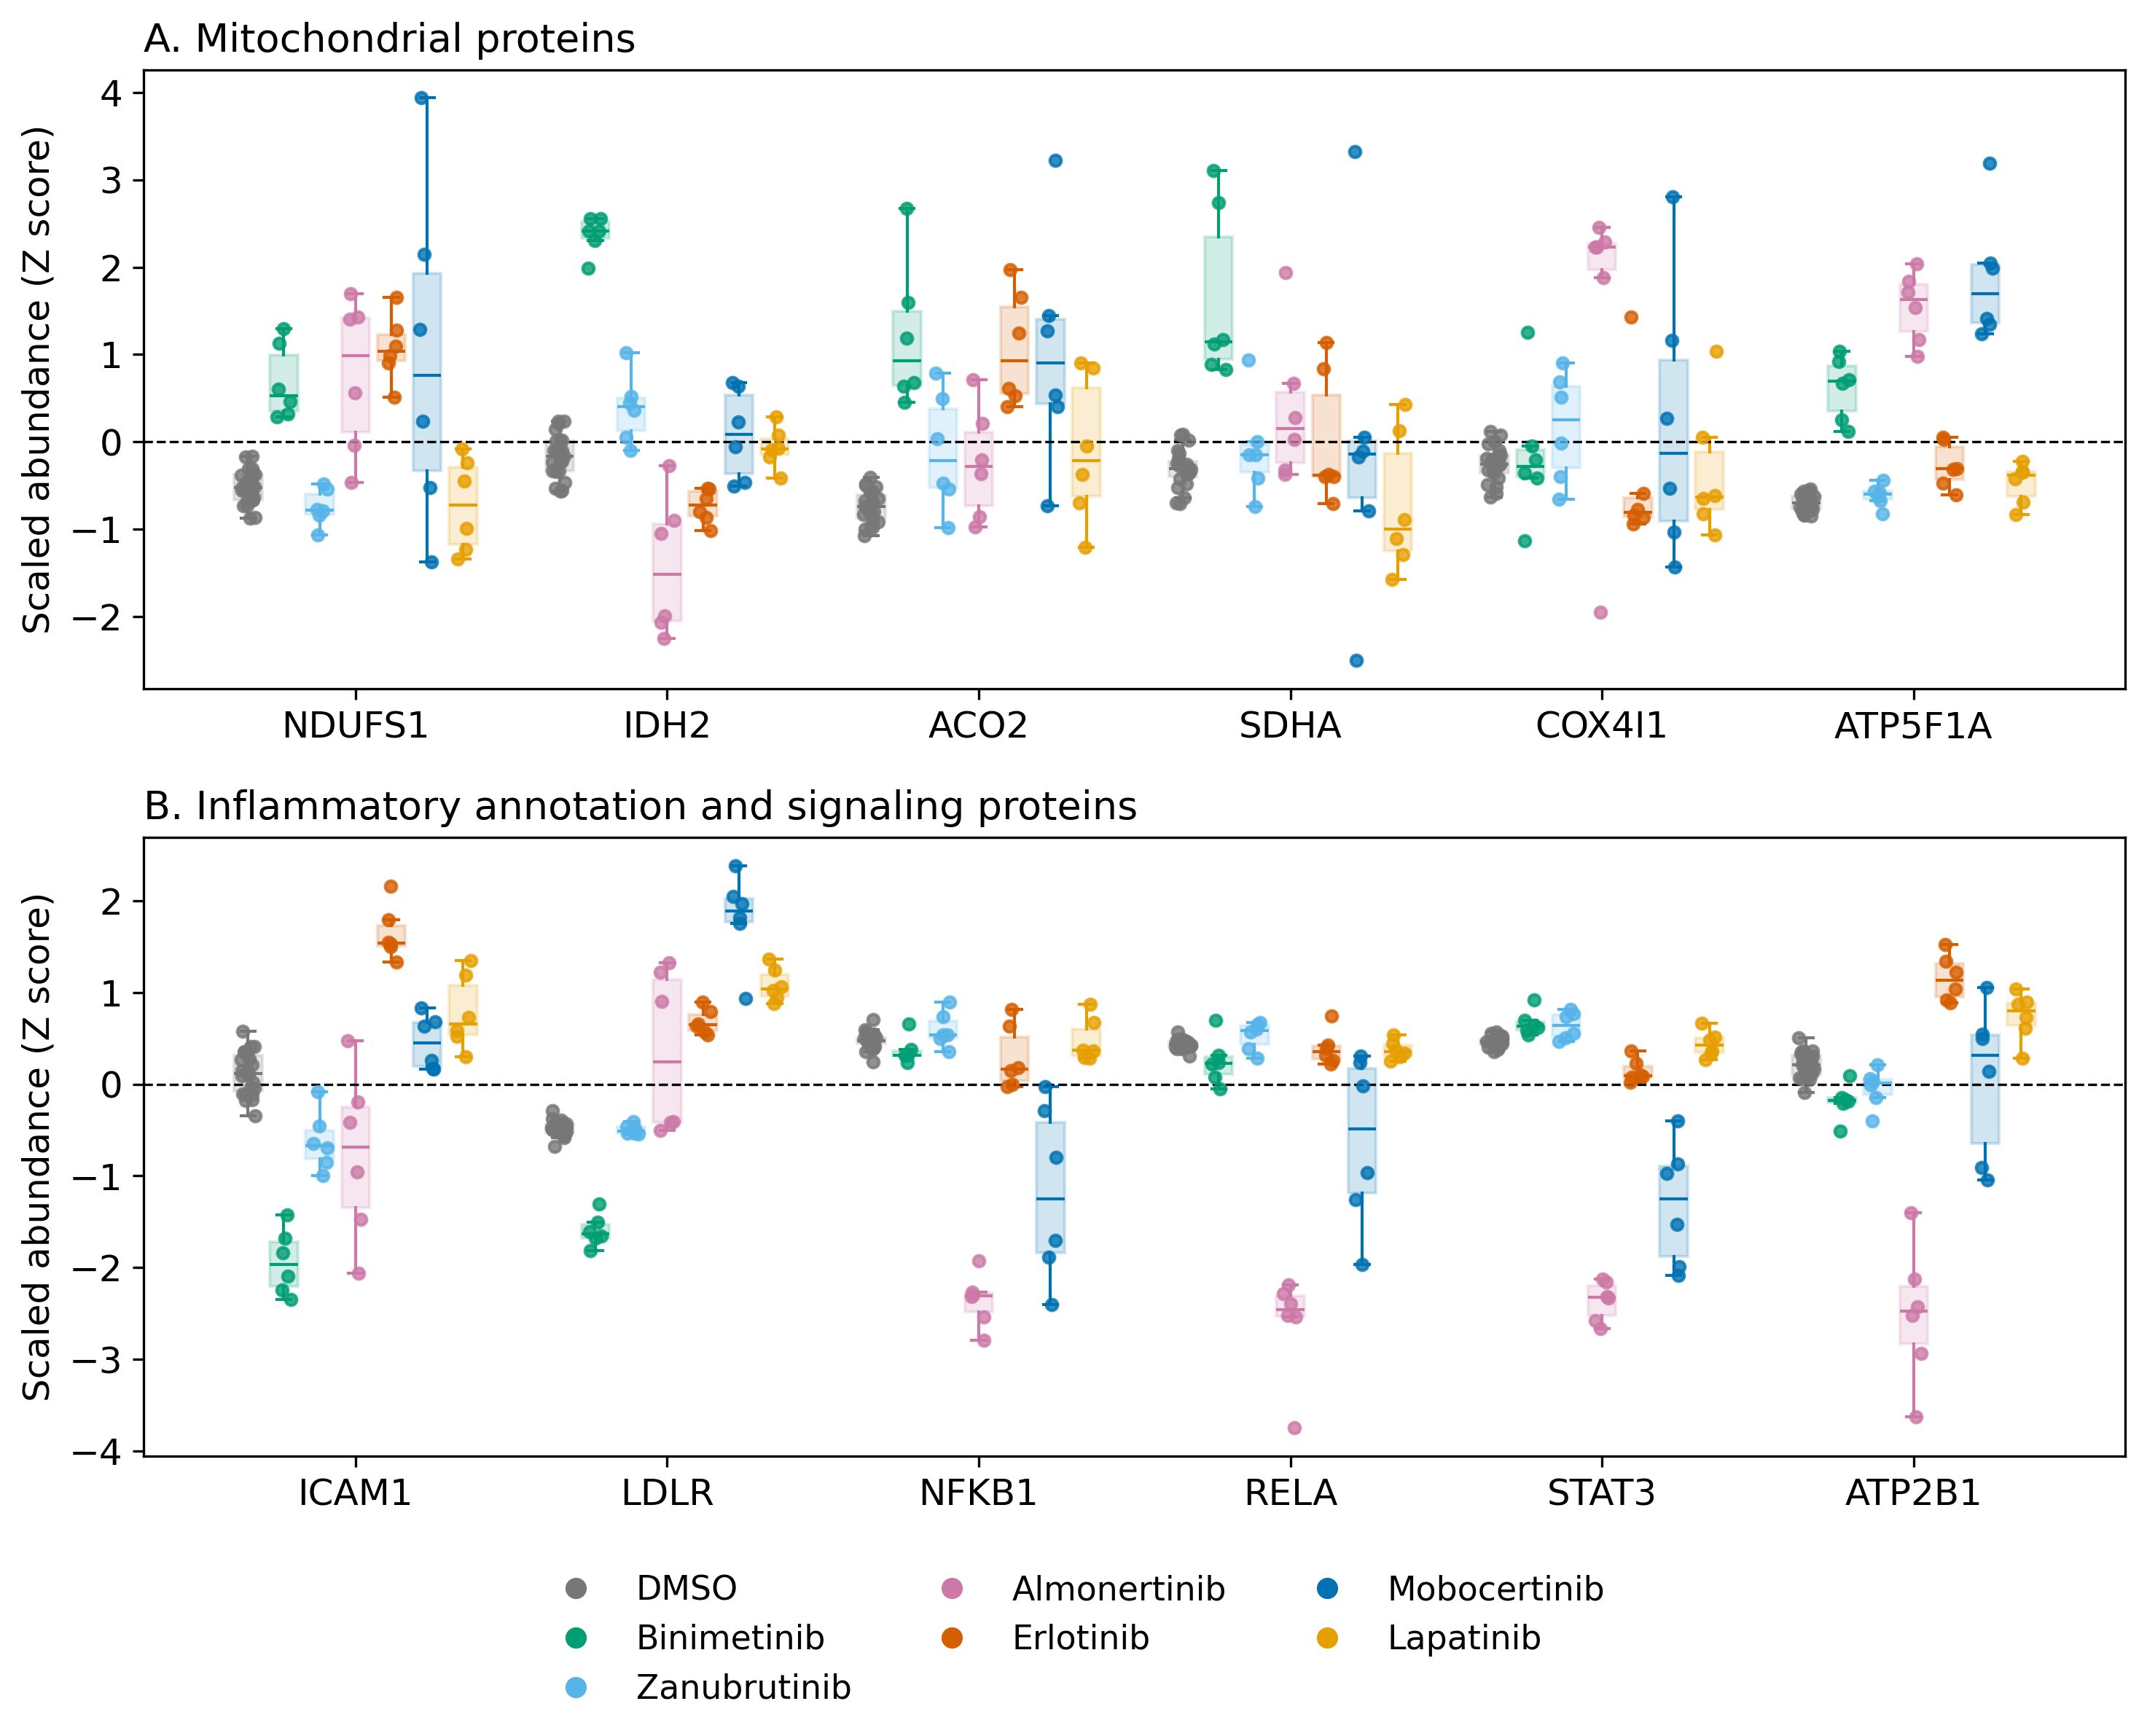 A. Mitochondrial proteins
Scaled abundance (Z score)
4
3
2
1
0
−1
−2
NDUFS1 IDH2 ACO2 SDHA COX4I1 ATP5F1A
B. Inflammatory annotation and signaling proteins
Scaled abundance (Z score)
2
1
0
−1
−2
−3
−4
ICAM1 LDLR NFKB1 RELA STAT3 ATP2B1
DMSO Almonertinib Mobocertinib
Binimetinib Erlotinib Lapatinib
Zanubrutinib